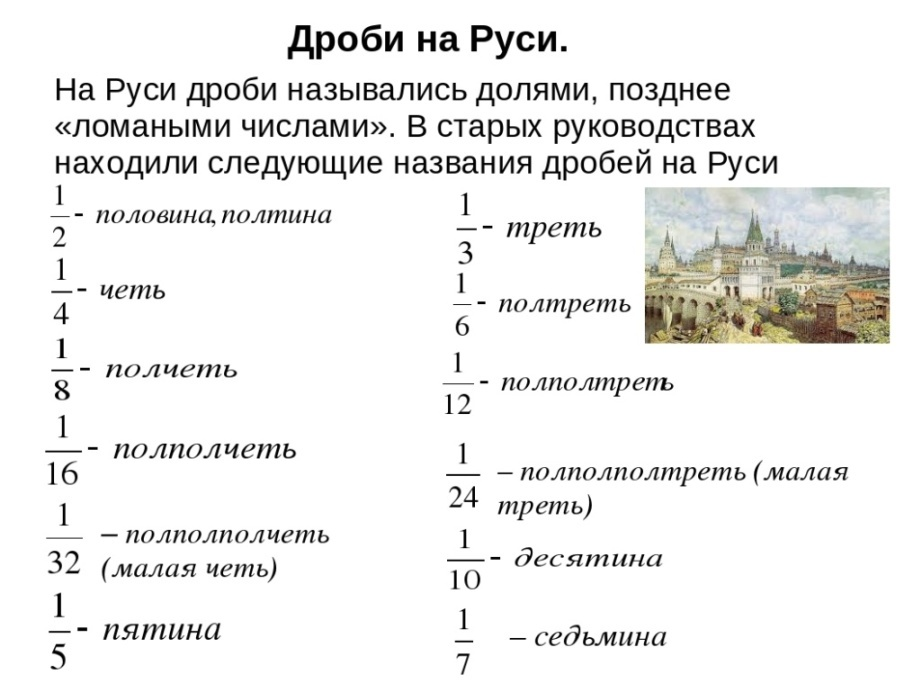 Дроби на Руси.
На Руси дроби назывались долями, позднее
«ломаными числами». В старых руководствах
находили следующие названия дробей на Руси
1/2 - половина, полтина
1/4 - четь
1/8 - полчеть
1/16 - полполчеть
1/32 – полполполчеть
(малая четь)
1/5 - пятина
1/3 - треть
1/6 - полтреть
1/12 - полполтреть
1/24 – полполполтреть (малая
треть)
1/10 - десятина
1/7 – седьмина